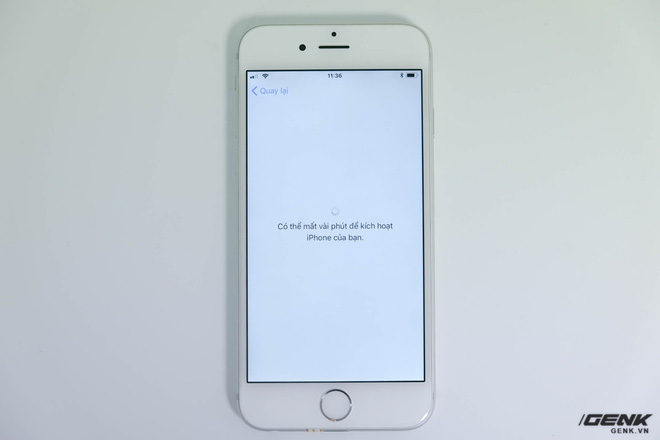 11:36
Quay lại
Có thể mất vài phút để kích hoạt
iPhone của bạn.
GENK
GENK.VN